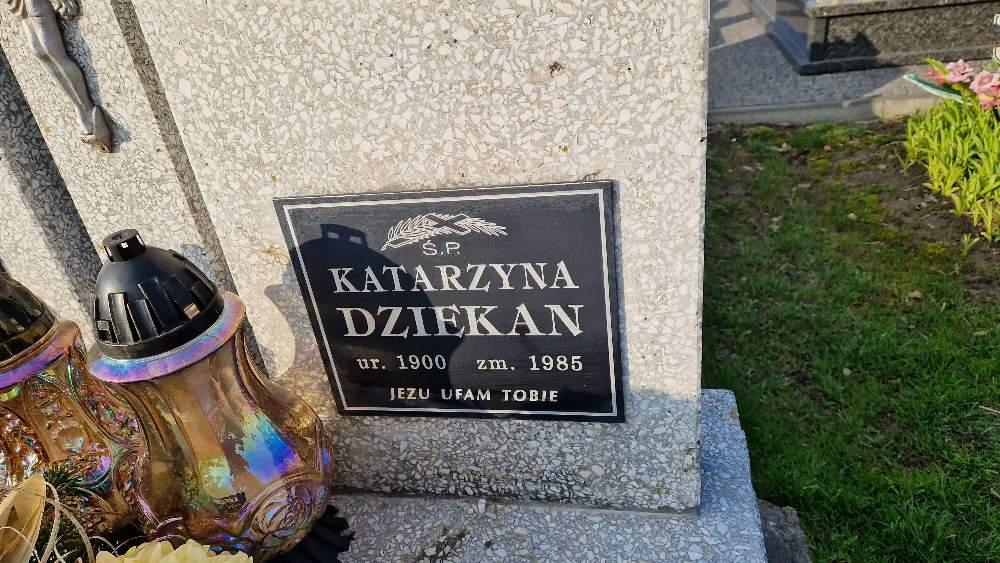 Ś.P.
KATARZYNA
DZIEKAN
ur. 1900 zm. 1985
JEZU UFAM TOBIE